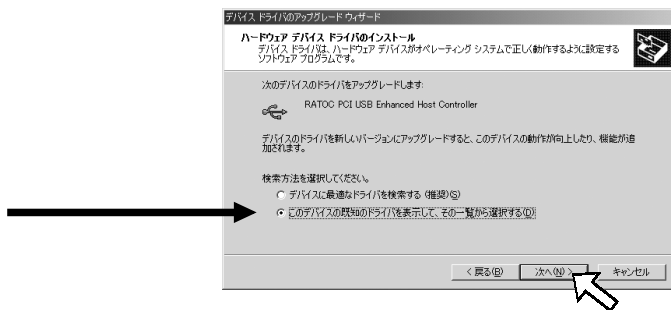 デバイス ドライバのアップグレード ウィザード
ハードウェア デバイス ドライバのインストール
デバイス ドライバは、ハードウェア デバイスがオペレーティング システムで正しく動作するように設定する
ソフトウェア プログラムです。
次のデバイスのドライバをアップグレードします:
RATOC PCI USB Enhanced Host Controller
デバイスのドライバを新しいバージョンにアップグレードすると、このデバイスの動作が向上したり、機能が追
加されます。
検索方法を選択してください。
デバイスに最適なドライバを検索する (推奨)(S)
このデバイスの既知のドライバを表示して、その一覧から選択する(D)
< 戻る(B)
次へ(N) >
キャンセル